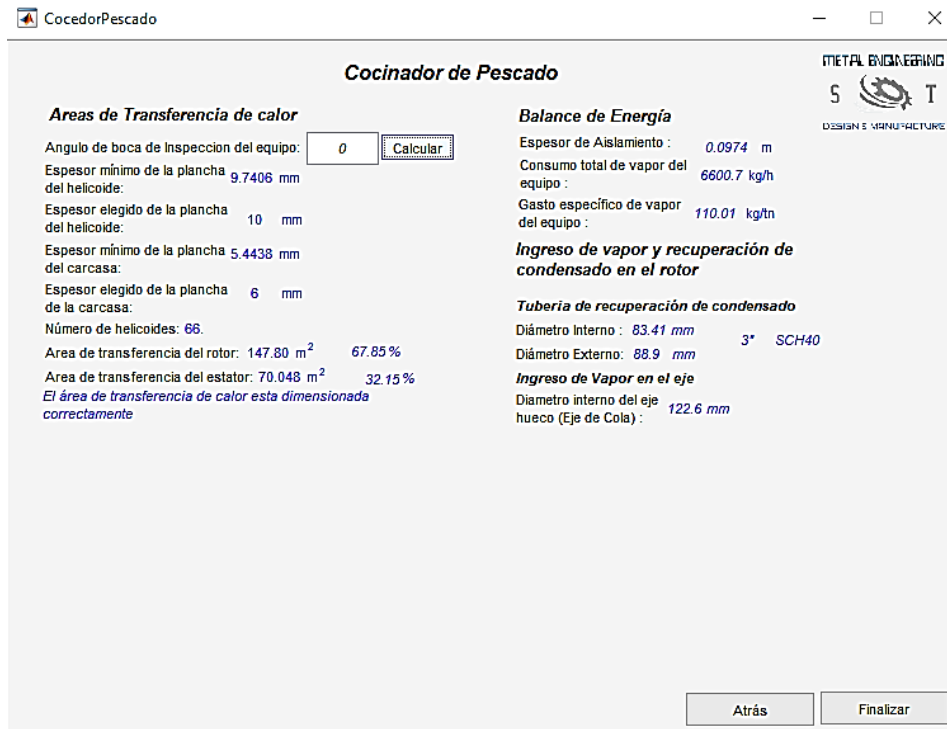 CocedorPescado
Cocinador de Pescado
METAL ENGINEERING
S T
DESIGN & MANUFACTURE
Areas de Transferencia de calor
Angulo de boca de Inspeccion del equipo: 0 Calcular
Espesor mínimo de la plancha
del helicoide: 9.7406 mm
Espesor elegido de la plancha
del helicoide: 10 mm
Espesor mínimo de la plancha
del carcasa: 5.4438 mm
Espesor elegido de la plancha
de la carcasa: 6 mm
Número de helicoides: 66.
Area de transferencia del rotor: 147.80 m² 67.85 %
Area de transferencia del estator: 70.048 m² 32.15 %
El área de transferencia de calor esta dimensionada
correctamente
Balance de Energía
Espesor de Aislamiento : 0.0974 m
Consumo total de vapor del
equipo : 6600.7 kg/h
Gasto específico de vapor
del equipo : 110.01 kg/tn
Ingreso de vapor y recuperación de
condensado en el rotor
Tuberia de recuperación de condensado
Diámetro Interno : 83.41 mm
3" SCH40
Diámetro Externo: 88.9 mm
Ingreso de Vapor en el eje
Diametro interno del eje
hueco (Eje de Cola) : 122.6 mm
Atrás
Finalizar